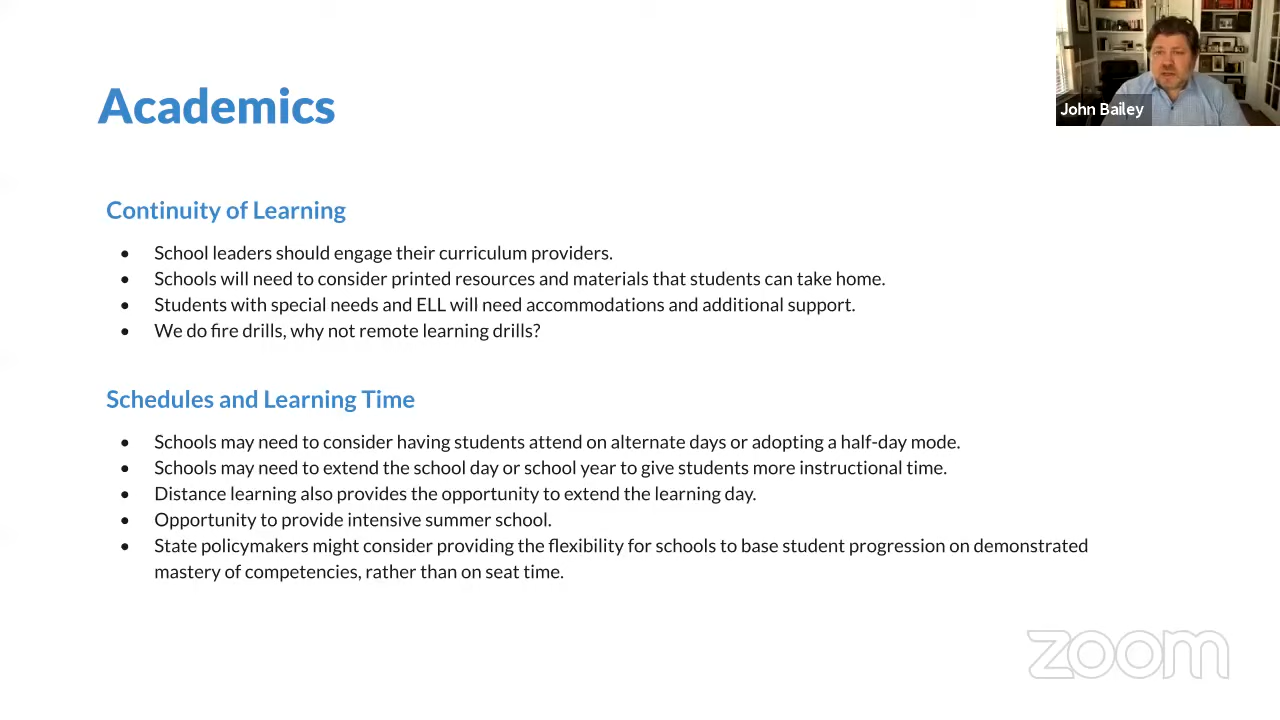 Academics
John Bailey
Continuity of Learning
• School leaders should engage their curriculum providers.
• Schools will need to consider printed resources and materials that students can take home.
• Students with special needs and ELL will need accommodations and additional support.
• We do fire drills, why not remote learning drills?
Schedules and Learning Time
• Schools may need to consider having students attend on alternate days or adopting a half-day mode.
• Schools may need to extend the school day or school year to give students more instructional time.
• Distance learning also provides the opportunity to extend the learning day.
• Opportunity to provide intensive summer school.
• State policymakers might consider providing the flexibility for schools to base student progression on demonstrated
mastery of competencies, rather than on seat time.
zoom